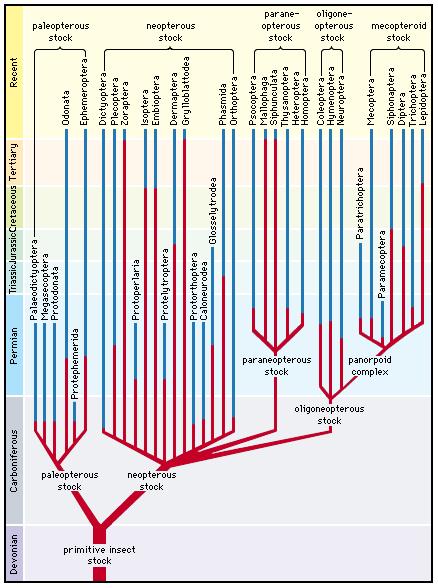 paleopterous
stock
neopterous
stock
parane-
opterous
stock
oligone-
opterous
stock
mecopteroid
stock
Recent
Tertiary
Cretaceous
Jurassic
Triassic
Permian
Carboniferous
Devonian
Palaeodictyoptera
Megasecoptera
Protodonata
Odonata
Protephemerida
Ephemeroptera
Dictyoptera
Plecoptera
Zoraptera
Protoperlaria
Isoptera
Embioptera
Protelytroptera
Dermaptera
Grylloblattodea
Protorthoptera
Caloneurodea
Glosselytrodea
Phasmida
Orthoptera
Psocoptera
Mallophaga
Siphunculata
Thysanoptera
Heteroptera
Homoptera
Coleoptera
Hymenoptera
Neuroptera
Paratrichoptera
Mecoptera
Paramecoptera
Siphonaptera
Diptera
Trichoptera
Lepidoptera
paraneopterous
stock
panorpoid
complex
oligoneopterous
stock
paleopterous
stock
neopterous
stock
primitive insect
stock